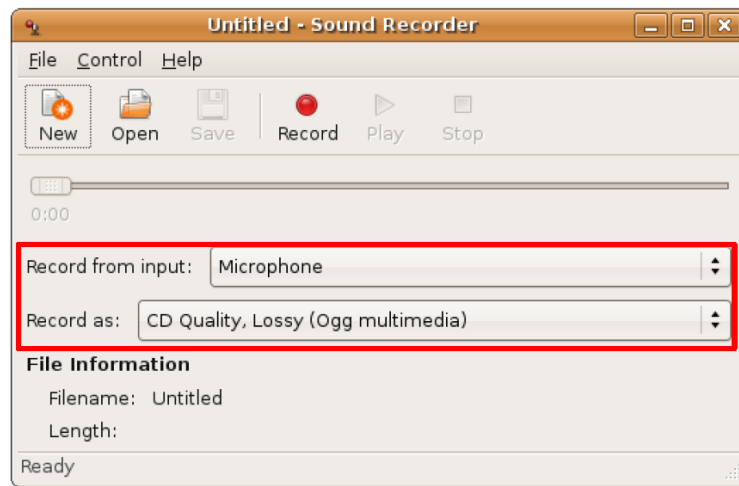 Untitled - Sound Recorder
File Control Help
New Open Save Record Play Stop
0:00
Record from input: Microphone
Record as: CD Quality, Lossy (Ogg multimedia)
File Information
Filename: Untitled
Length:
Ready